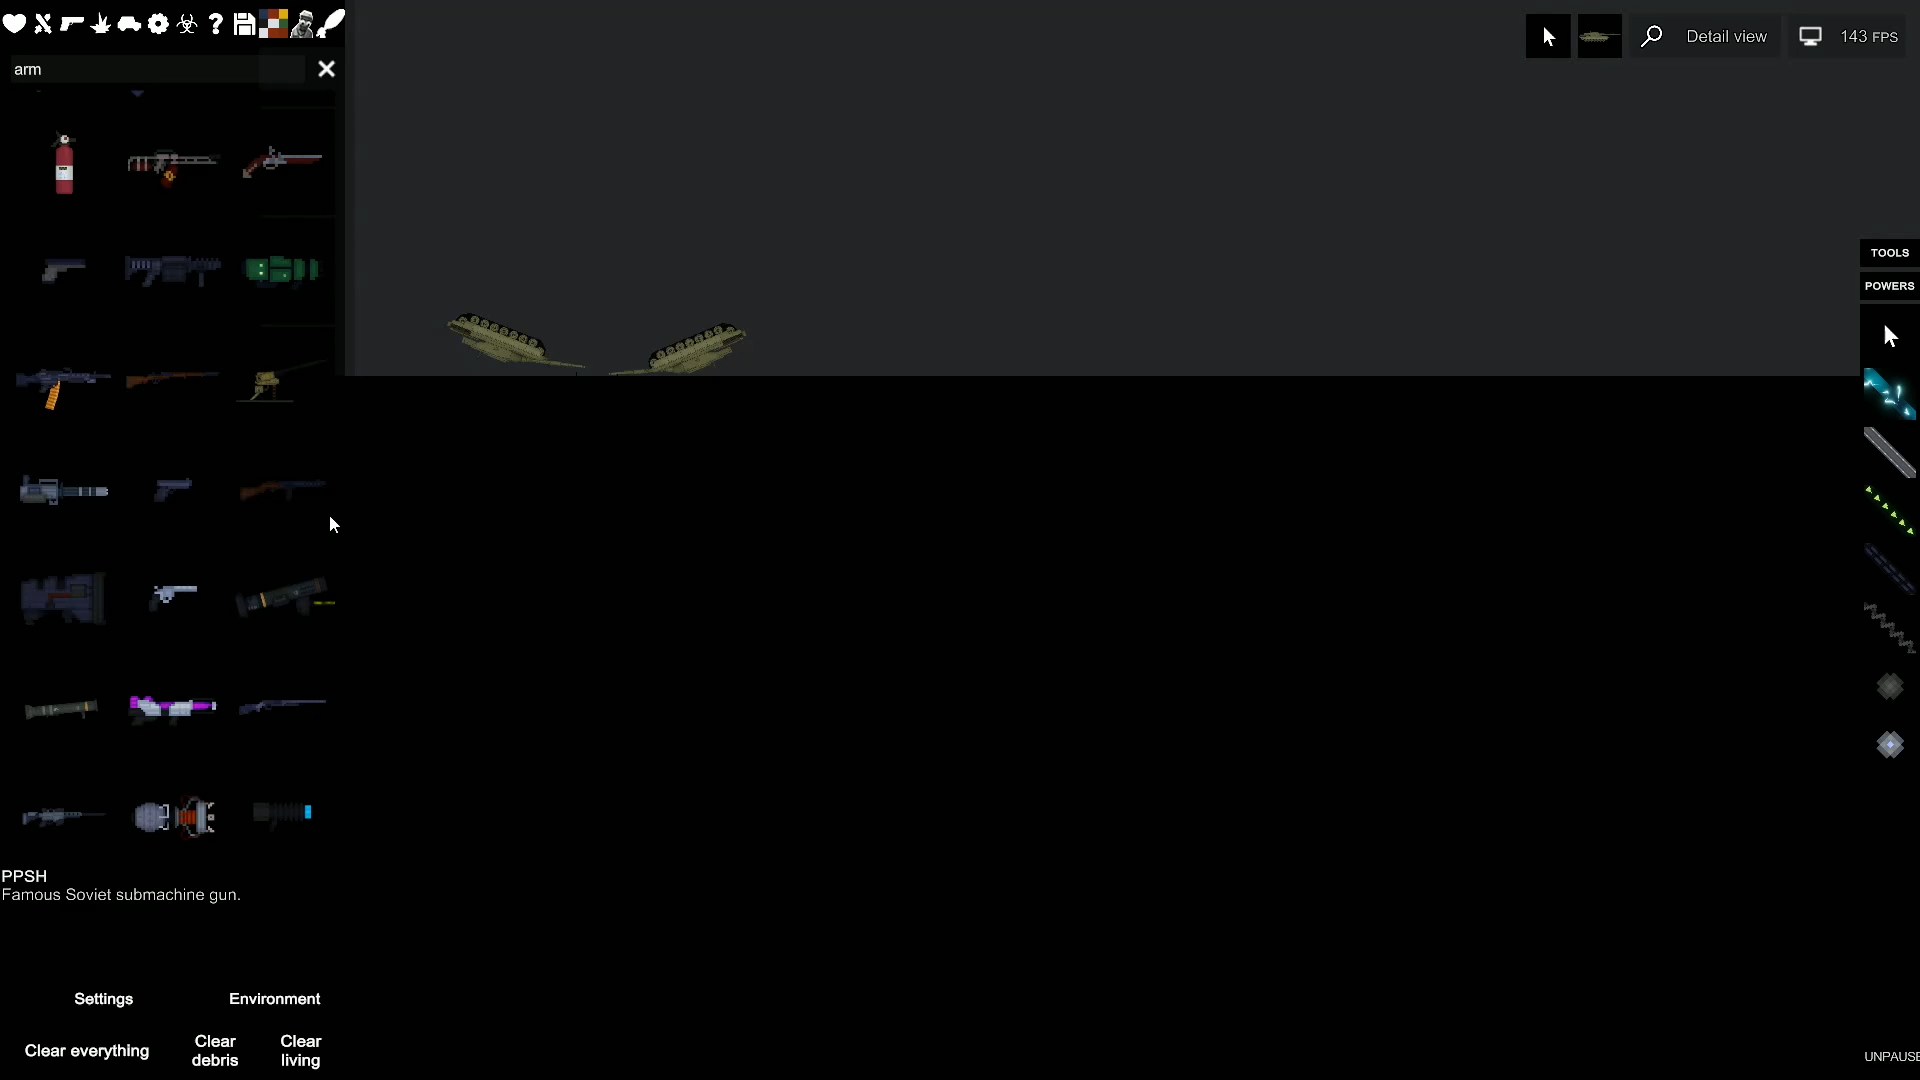 arm
Detail view
143 FPS
TOOLS
POWERS
PPSH
Famous Soviet submachine gun.
Settings
Environment
Clear everything
Clear
debris
Clear
living
UNPAUSE